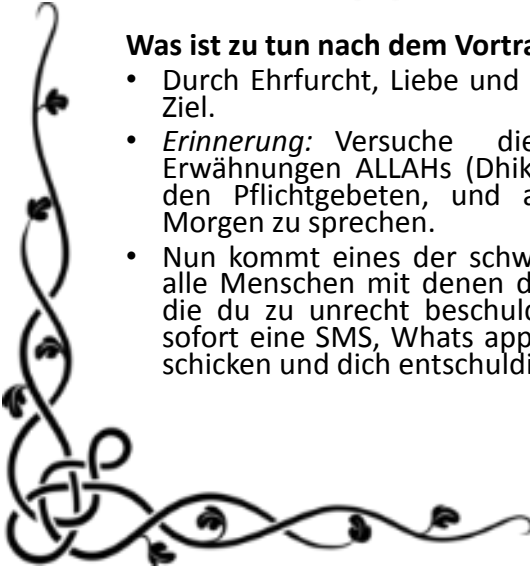 Was ist zu tun nach dem Vortra
• Durch Ehrfurcht, Liebe und
Ziel.
• Erinnerung: Versuche die
Erwähnungen ALLAHs (Dhik
den Pflichtgebeten, und a
Morgen zu sprechen.
• Nun kommt eines der schw
alle Menschen mit denen d
die du zu unrecht beschuld
sofort eine SMS, Whats app
schicken und dich entschuldi